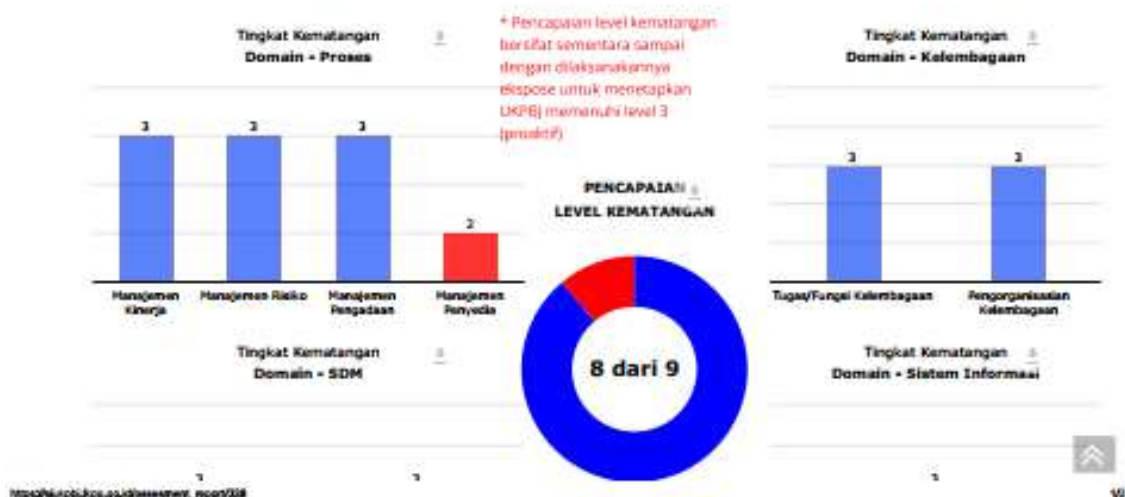 Tingkat Kematangan
Domain - Proses
3
3
3
2
Manajemen Kinerja
Manajemen Risiko
Manajemen Pengadaan
Manajemen Penyedia
* Pencapaian level kematangan
bersifat sementara sampai
dengan dilaksanakannya
ekspose untuk menetapkan
UKPBJ memenuhi level 3
(proaktif)
PENCAPAIAN
LEVEL KEMATANGAN
8 dari 9
Tingkat Kematangan
Domain - Kelembagaan
3
3
Tugas/Fungsi Kelembagaan
Pengorganisasian Kelembagaan
Tingkat Kematangan
Domain - SDM
Tingkat Kematangan
Domain - Sistem Informasi